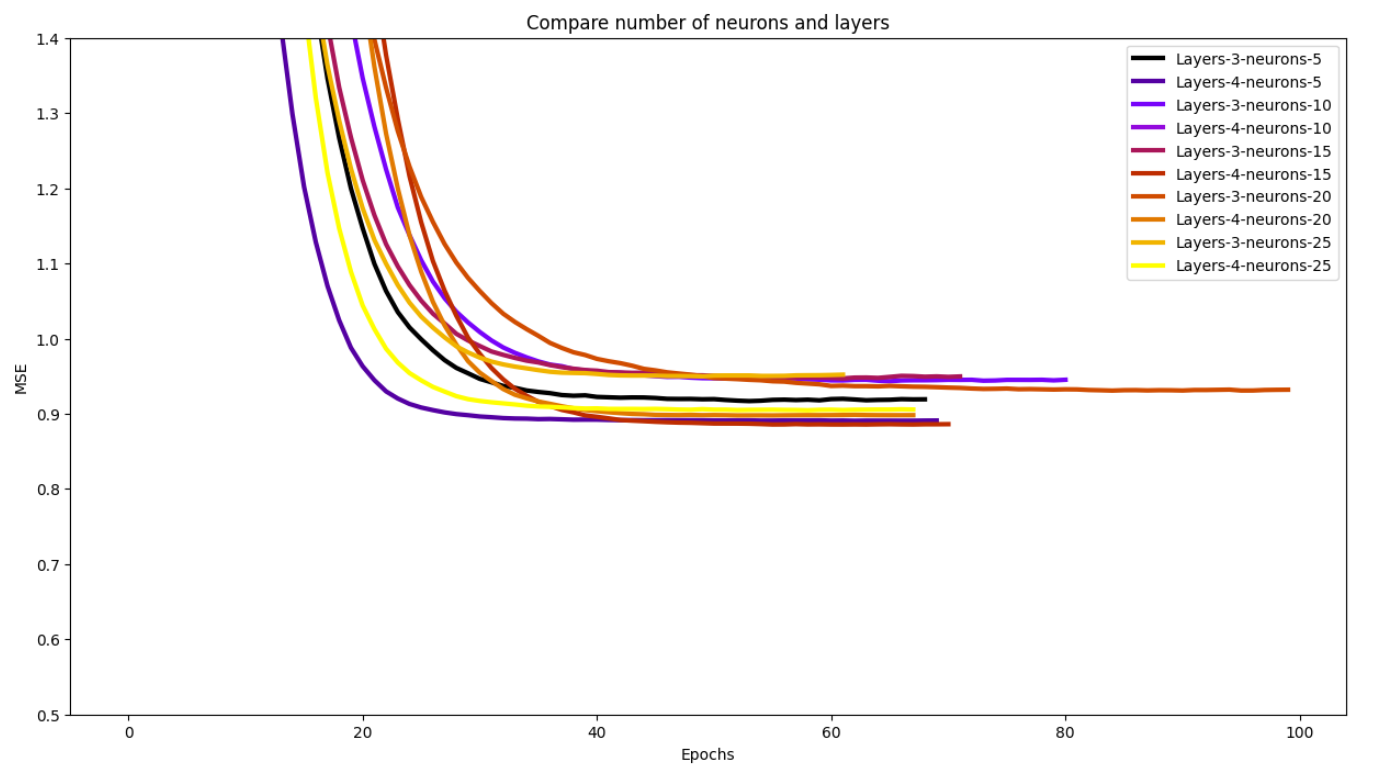 Compare number of neurons and layers
1.4
1.3
1.2
1.1
1.0
0.9
0.8
0.7
0.6
0.5
MSE
0 20 40 60 80 100
Epochs
Layers-3-neurons-5
Layers-4-neurons-5
Layers-3-neurons-10
Layers-4-neurons-10
Layers-3-neurons-15
Layers-4-neurons-15
Layers-3-neurons-20
Layers-4-neurons-20
Layers-3-neurons-25
Layers-4-neurons-25